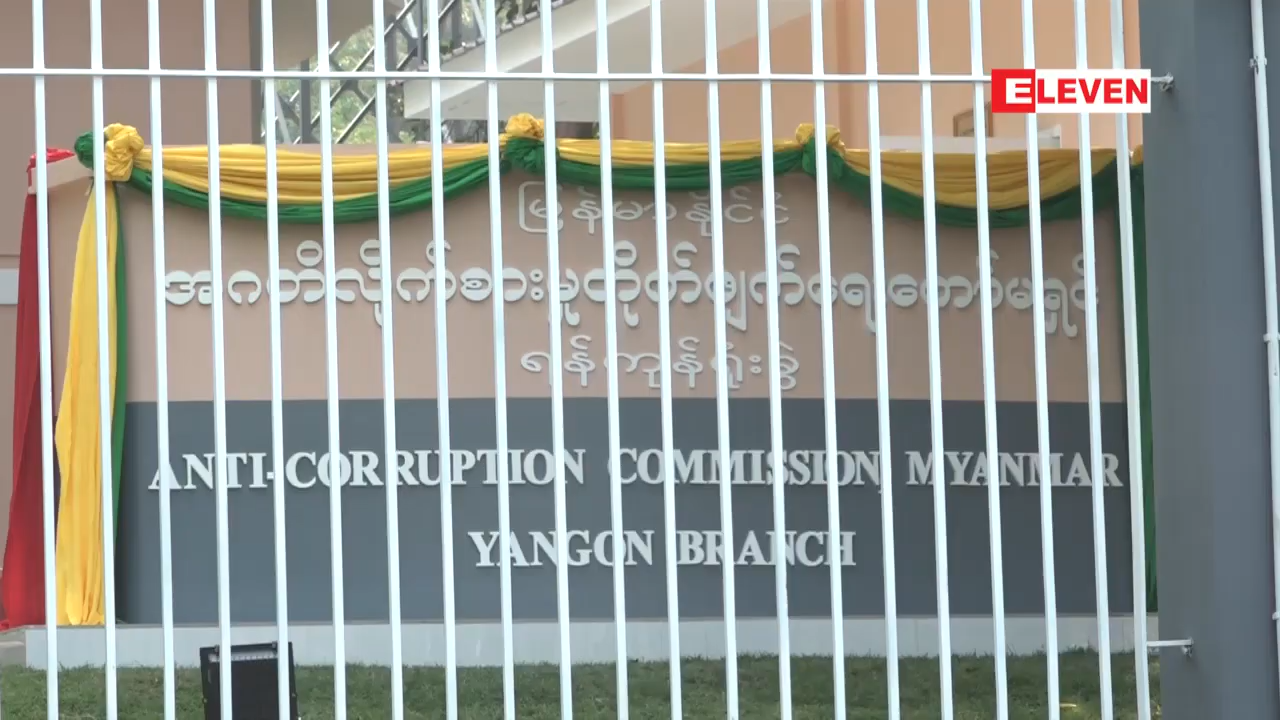 ELEVEN
မြန်မာနိုင်ငံ
အဂတိလိုက်စားမှုတိုက်ဖျက်ရေးကော်မရှင်
ရန်ကုန်ရုံးခွဲ
ANTI-CORRUPTION COMMISSION, MYANMAR
YANGON BRANCH